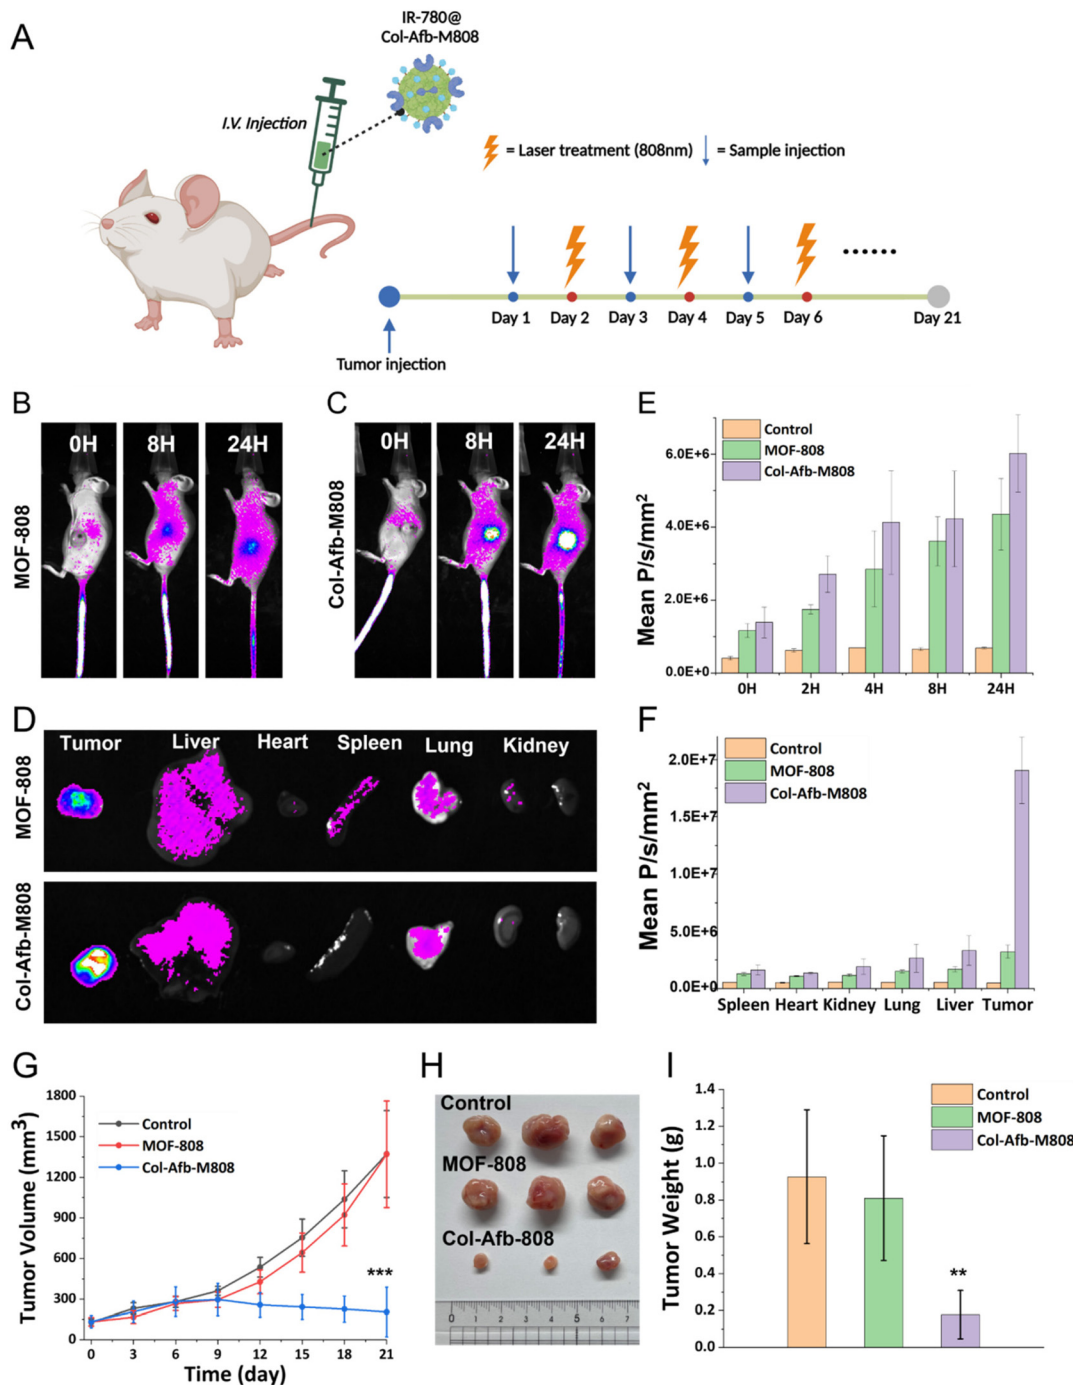 A
IR-780@
Col-Afb-M808
I.V. Injection
= Laser treatment (808nm)
= Sample injection
......
Day 1
Day 2
Day 3
Day 4
Day 5
Day 6
Day 21
Tumor injection
B
MOF-808
0H
8H
24H
C
Col-Afb-M808
0H
8H
24H
E
Control
MOF-808
Col-Afb-M808
Mean P/s/mm²
6.0E+6
4.0E+6
2.0E+6
0.0E+0
0H
2H
4H
8H
24H
D
Tumor
Liver
Heart
Spleen
Lung
Kidney
MOF-808
Col-Afb-M808
F
Control
MOF-808
Col-Afb-M808
Mean P/s/mm²
2.0E+7
1.5E+7
1.0E+7
5.0E+6
0.0E+0
Spleen
Heart
Kidney
Lung
Liver
Tumor
G
Tumor Volume (mm³)
1800
1500
1200
900
600
300
0
Control
MOF-808
Col-Afb-M808
***
0
3
6
9
12
15
18
21
Time (day)
H
Control
MOF-808
Col-Afb-808
0 1 2 3 4 5 6 7
I
Tumor Weight (g)
1.4
1.2
1.0
0.8
0.6
0.4
0.2
0.0
Control
MOF-808
Col-Afb-M808
**